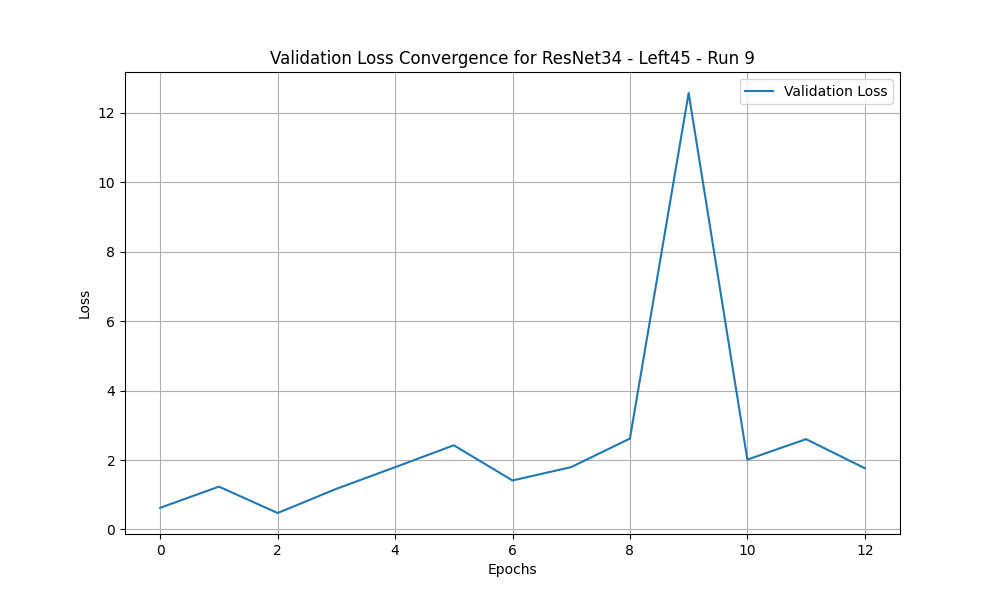 Validation Loss Convergence for ResNet34 - Left45 - Run 9
Validation Loss
12
10
8
6
4
2
0
Loss
0 2 4 6 8 10 12
Epochs